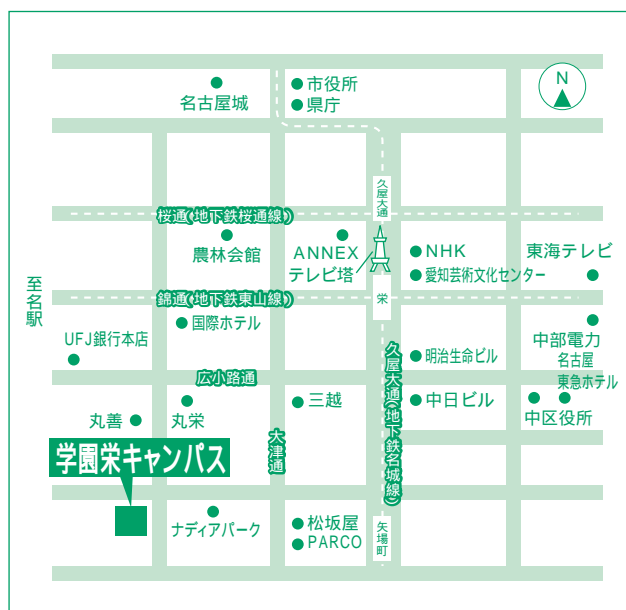 N
市役所
県庁
名古屋城
久屋大通
桜通(地下鉄桜通線)
農林会館
ANNEX
テレビ塔
NHK
愛知芸術文化センター
東海テレビ
至名駅
錦通(地下鉄東山線)
栄
国際ホテル
UFJ銀行本店
中部電力
名古屋
東急ホテル
明治生命ビル
広小路通
久屋大通(地下鉄名城線)
丸善
丸栄
三越
中日ビル
中区役所
大津通
学園栄キャンパス
ナディアパーク
松坂屋
PARCO
矢場町